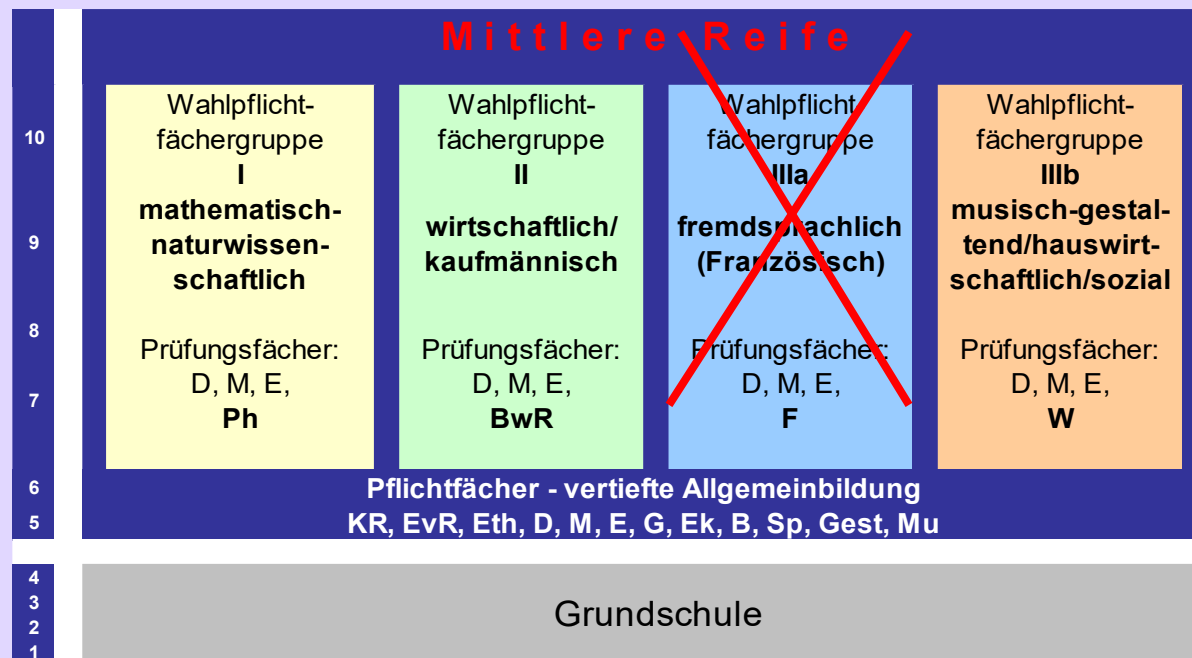 Mittlere Reife
10
9
8
7
6
5
4
3
2
1
Wahlpflicht-
fächergruppe
I
mathematisch-
naturwissen-
schaftlich
Prüfungsfächer:
D, M, E,
Ph
Wahlpflicht-
fächergruppe
II
wirtschaftlich/
kaufmännisch
Prüfungsfächer:
D, M, E,
BwR
Wahlpflicht-
fächergruppe
IIIa
fremdsprachlich
(Französisch)
Prüfungsfächer:
D, M, E,
F
Wahlpflicht-
fächergruppe
IIIb
musisch-gestal-
tend/hauswirt-
schaftlich/sozial
Prüfungsfächer:
D, M, E,
W
Pflichtfächer - vertiefte Allgemeinbildung
KR, EvR, Eth, D, M, E, G, Ek, B, Sp, Gest, Mu
Grundschule